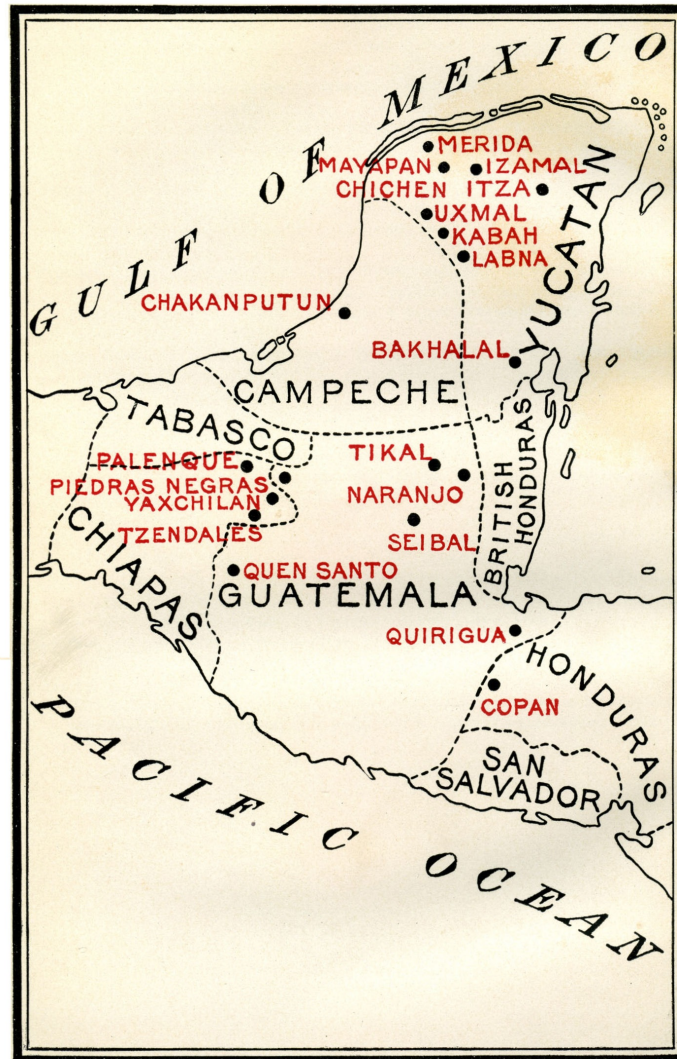 GULF OF MEXICO
MERIDA
MAYAPAN
IZAMAL
CHICHEN ITZA
UXMAL
KABAH
LABNA
YUCATAN
CHAKANPUTUN
BAKHALAL
CAMPECHE
TABASCO
BRITISH
HONDURAS
PALENQUE
TIKAL
PIEDRAS NEGRAS
NARANJO
YAXCHILAN
TZENDALES
SEIBAL
CHIAPAS
QUEN SANTO
GUATEMALA
QUIRIGUA
HONDURAS
COPAN
SAN
SALVADOR
PACIFIC OCEAN